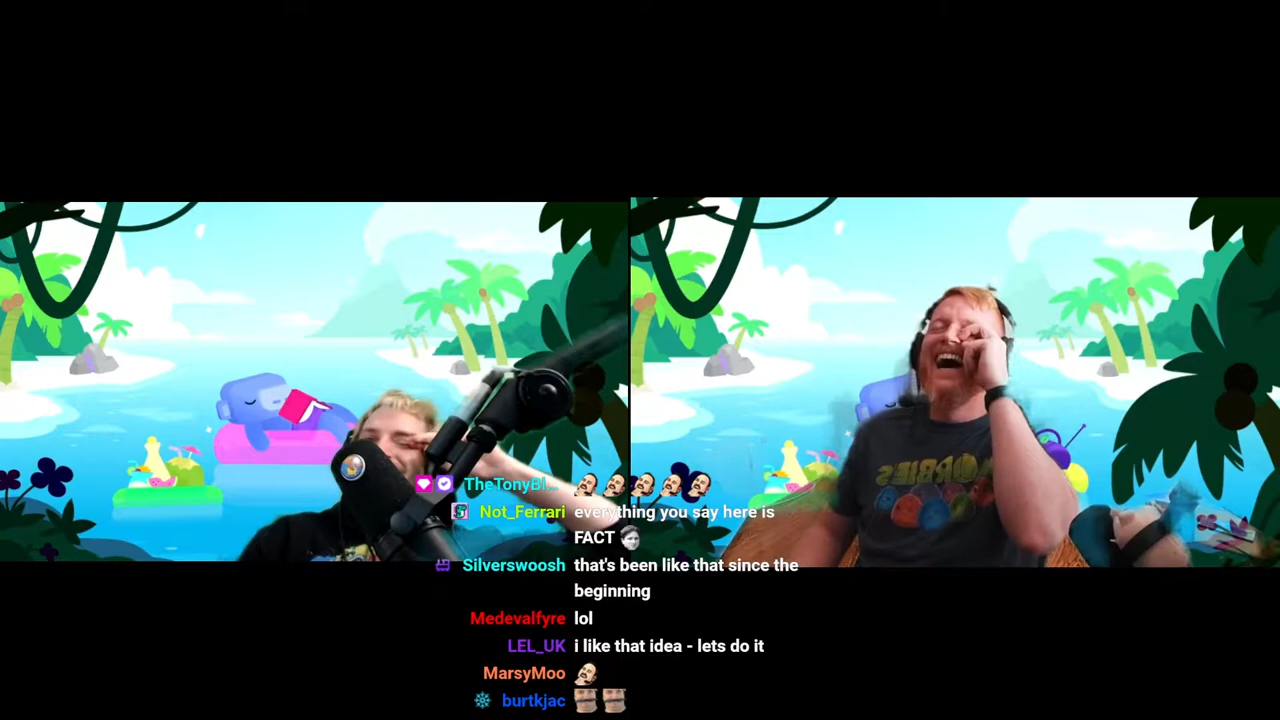 TheTonyBl...
Not_Ferrari everything you say here is
FACT
Silverswoosh that's been like that since the
beginning
Medevalfyre lol
LEL_UK i like that idea - lets do it
MarsyMoo
burtkjac